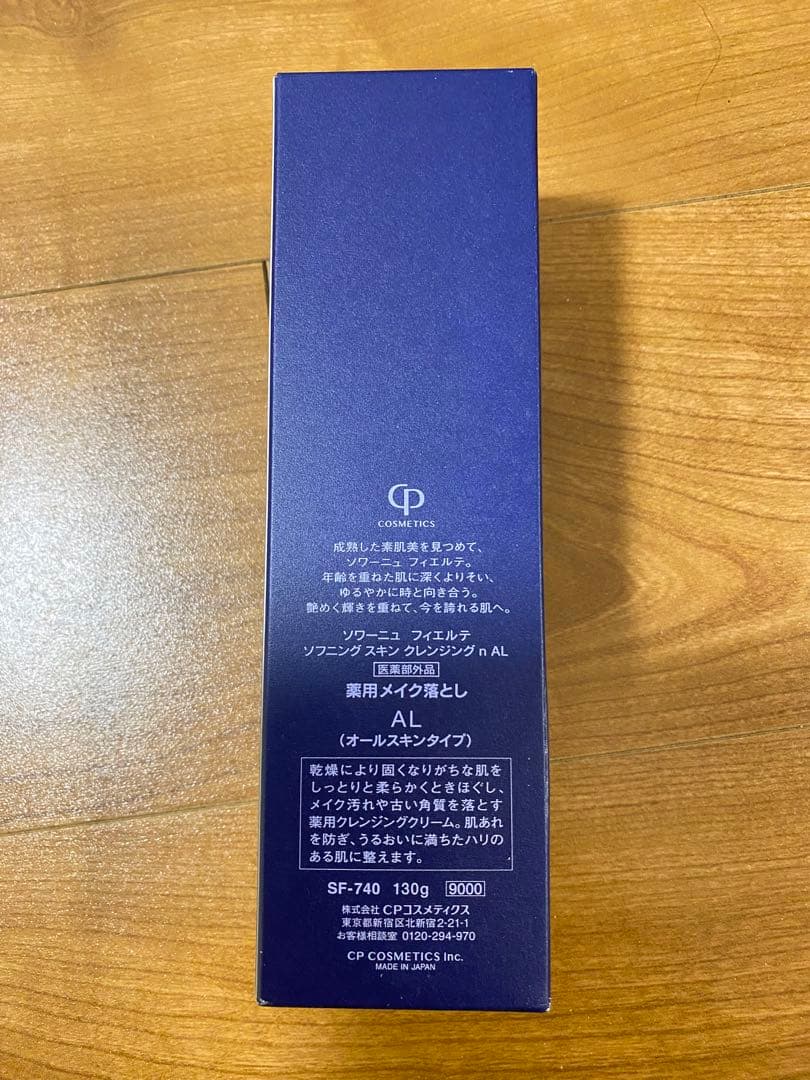 CP
COSMETICS
成熟した素肌美を見つめて、
ソワーニュ フィエルテ。
年齢を重ねた肌に深くよりそい、
ゆるやかに時と向き合う。
艶めく輝きを重ねて、今を誇れる肌へ。
ソワーニュ フィエルテ
ソフニング スキン クレンジング n AL
医薬部外品
薬用メイク落とし
AL
(オールスキンタイプ)
乾燥により固くなりがちな肌を
しっとりと柔らかくときほぐし、
メイク汚れや古い角質を落とす
薬用クレンジングクリーム。肌あれ
を防ぎ、うるおいに満ちたハリの
ある肌に整えます。
SF-740 130g 9000
株式会社 CPコスメティクス
東京都新宿区北新宿2-21-1
お客様相談室 0120-294-970
CP COSMETICS Inc.
MADE IN JAPAN